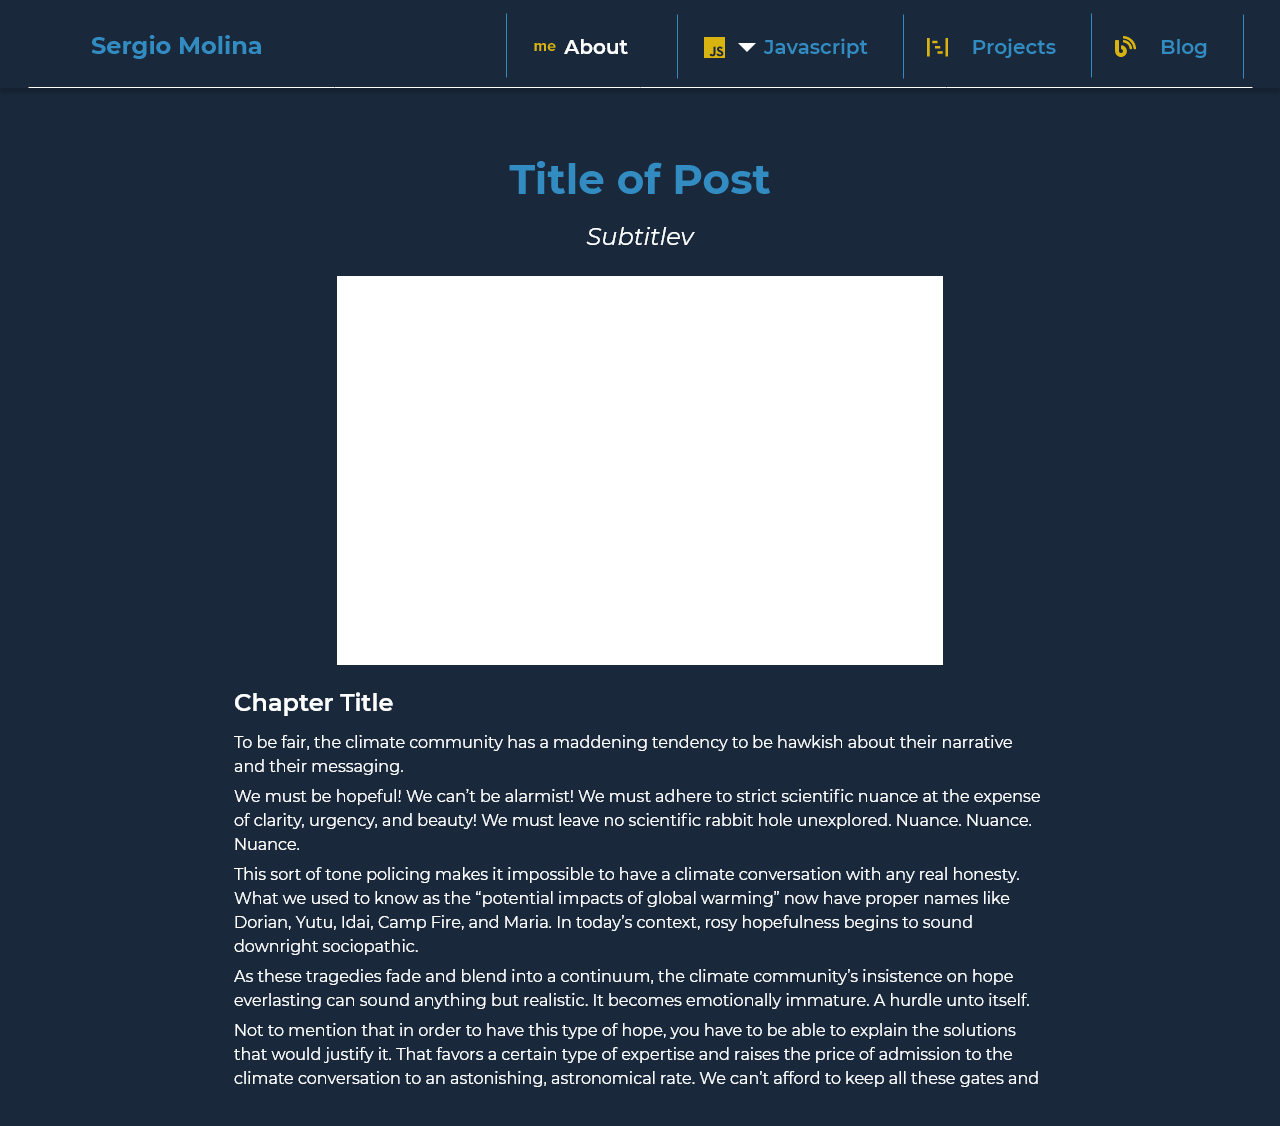 Sergio Molina
me About
JS Javascript
Projects
Blog
Title of Post
Subtitlev
Chapter Title
To be fair, the climate community has a maddening tendency to be hawkish about their narrative
and their messaging.
We must be hopeful! We can’t be alarmist! We must adhere to strict scientific nuance at the expense
of clarity, urgency, and beauty! We must leave no scientific rabbit hole unexplored. Nuance. Nuance.
Nuance.
This sort of tone policing makes it impossible to have a climate conversation with any real honesty.
What we used to know as the “potential impacts of global warming” now have proper names like
Dorian, Yutu, Idai, Camp Fire, and Maria. In today’s context, rosy hopefulness begins to sound
downright sociopathic.
As these tragedies fade and blend into a continuum, the climate community’s insistence on hope
everlasting can sound anything but realistic. It becomes emotionally immature. A hurdle unto itself.
Not to mention that in order to have this type of hope, you have to be able to explain the solutions
that would justify it. That favors a certain type of expertise and raises the price of admission to the
climate conversation to an astonishing, astronomical rate. We can’t afford to keep all these gates and